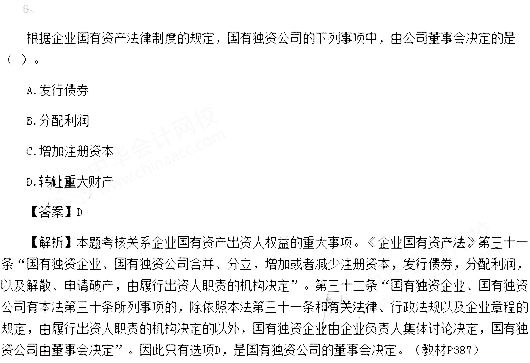 根据企业国有资产法律制度的规定，国有独资公司的下列事项中，由公司董事会决定的是
（ ）。
A.发行债券
B.分配利润
C.增加注册资本
D.转让重大财产
【答案】D
【解析】本题考核关系企业国有资产出资人权益的重大事项。《企业国有资产法》第三十一
条“国有独资企业、国有独资公司合并、分立，增加或者减少注册资本，发行债券，分配利润，
以及解散、申请破产，由履行出资人职责的机构决定”。第三十二条“国有独资企业、国有独资
公司有本法第三十条所列事项的，除依照本法第三十一条和有关法律、行政法规以及企业章程的
规定，由履行出资人职责的机构决定的以外，国有独资企业由企业负责人集体讨论决定，国有独
资公司由董事会决定”。因此只有选项D，是国有独资公司的董事会决定。（教材P387）